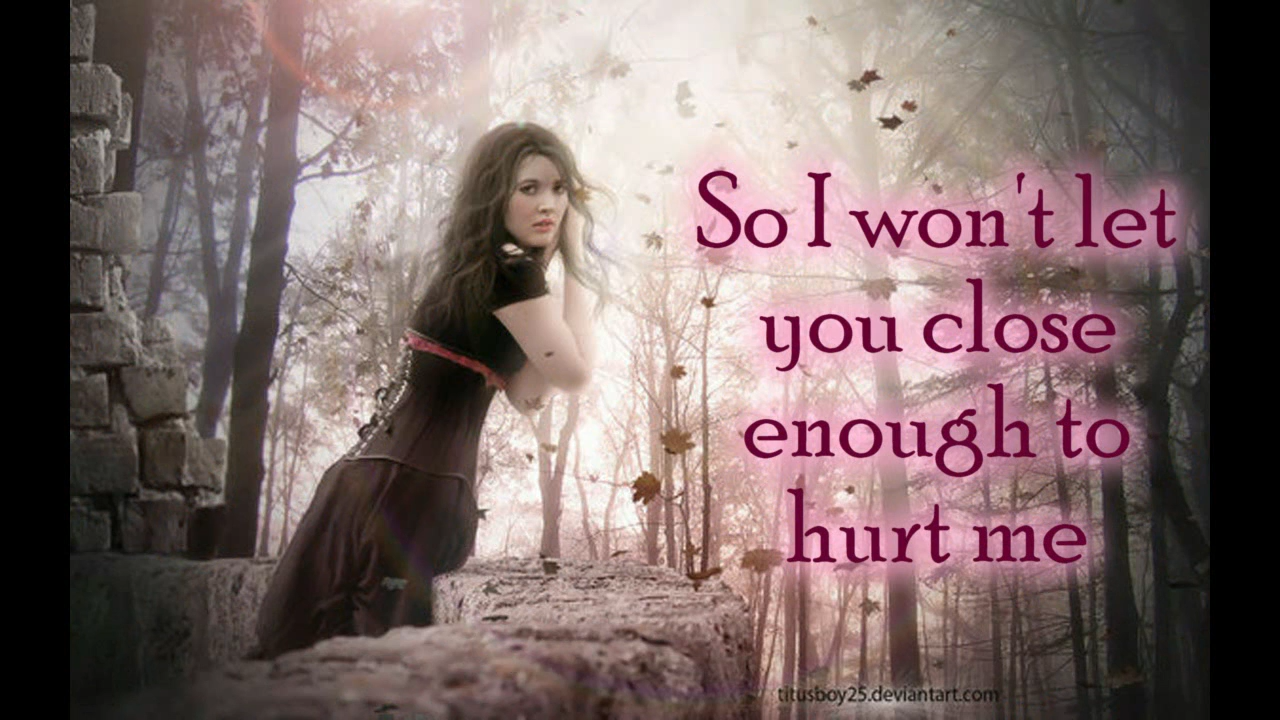 So I won't let
you close
enough to
hurt me
titusboy25.deviantart.com